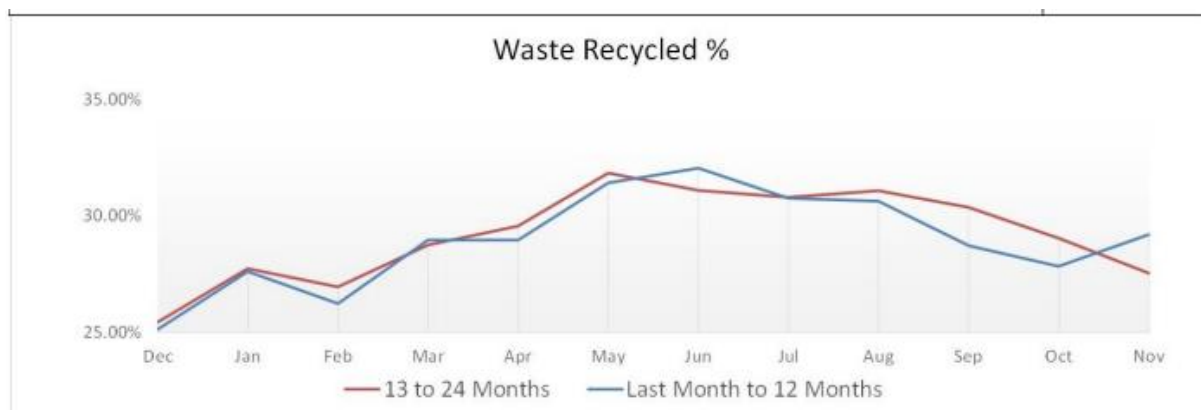 Waste Recycled %
35.00%
30.00%
25.00%
Dec Jan Feb Mar Apr May Jun Jul Aug Sep Oct Nov
13 to 24 Months Last Month to 12 Months